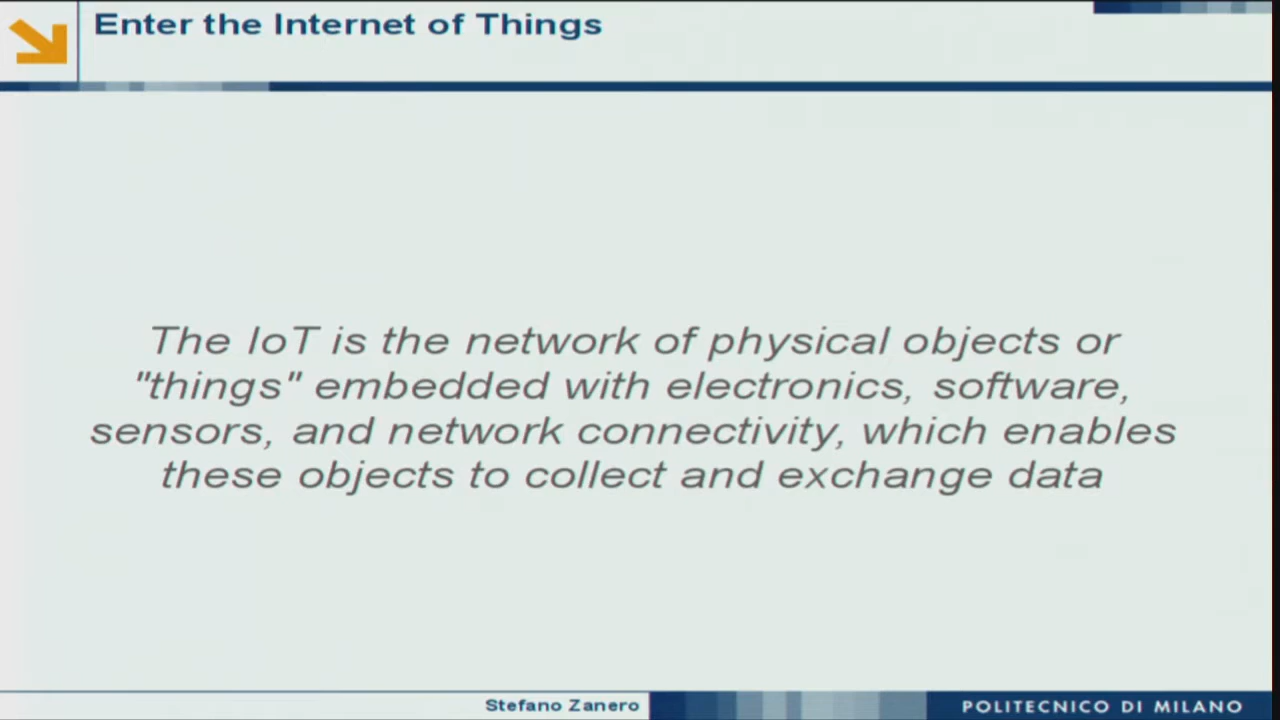 Enter the Internet of Things
The IoT is the network of physical objects or
"things" embedded with electronics, software,
sensors, and network connectivity, which enables
these objects to collect and exchange data
Stefano Zanero
POLITECNICO DI MILANO